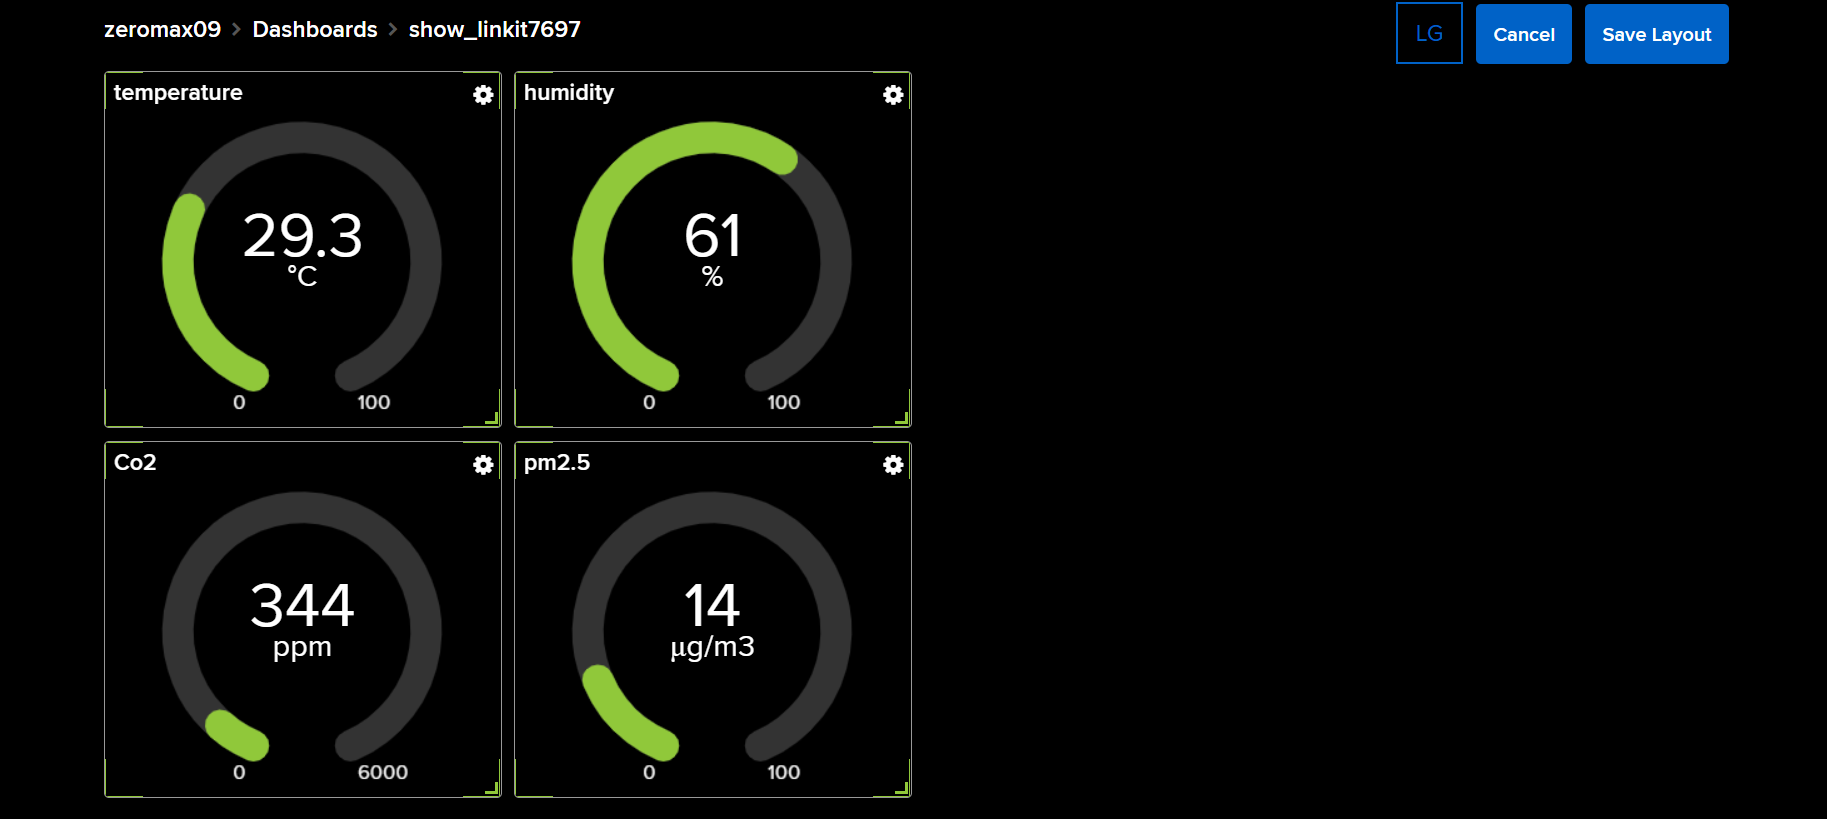 zeromax09 > Dashboards > show_linkit7697
LG
Cancel
Save Layout
temperature
29.3
°C
0
100
humidity
61
%
0
100
Co2
344
ppm
0
6000
pm2.5
14
µg/m3
0
100